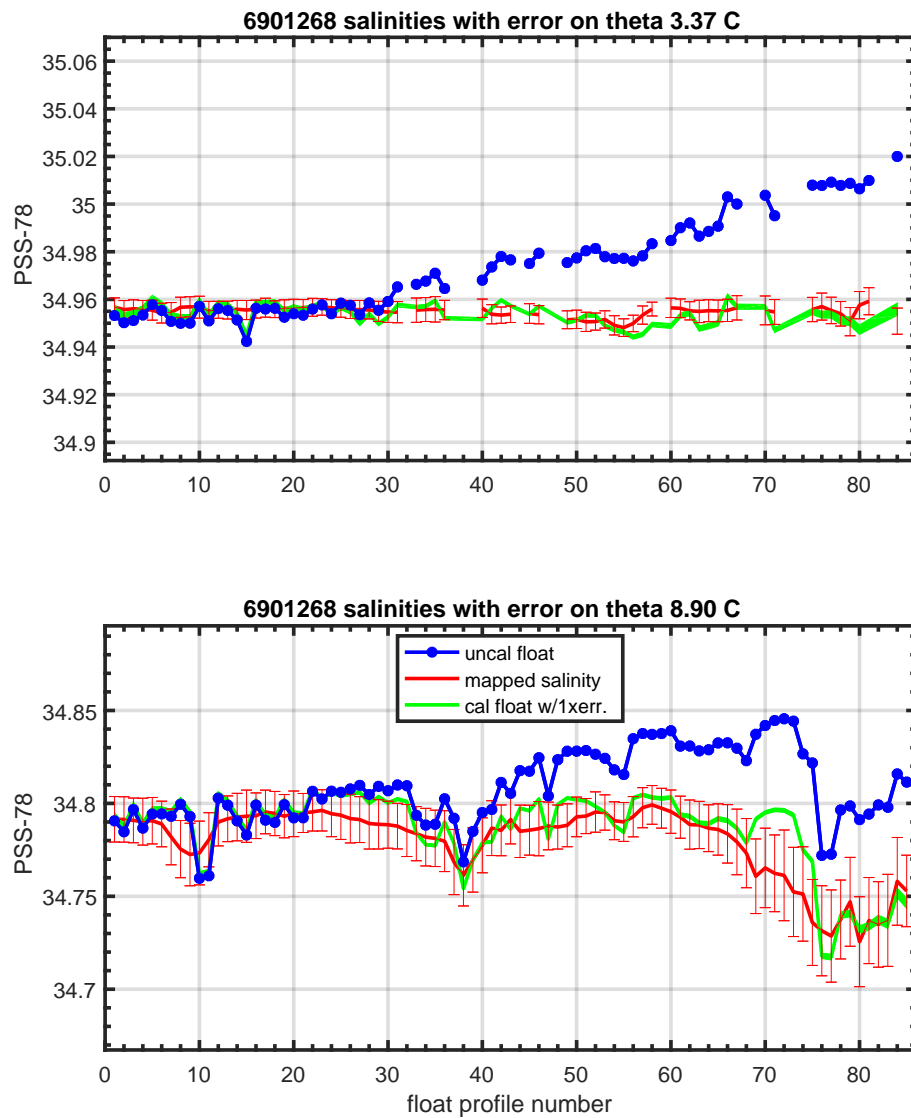 6901268 salinities with error on theta 3.37 C
35.06
35.04
35.02
35
34.98
34.96
34.94
34.92
34.9
PSS-78
0 10 20 30 40 50 60 70 80
6901268 salinities with error on theta 8.90 C
uncal float
mapped salinity
cal float w/1xerr.
34.85
34.8
34.75
34.7
PSS-78
0 10 20 30 40 50 60 70 80
float profile number